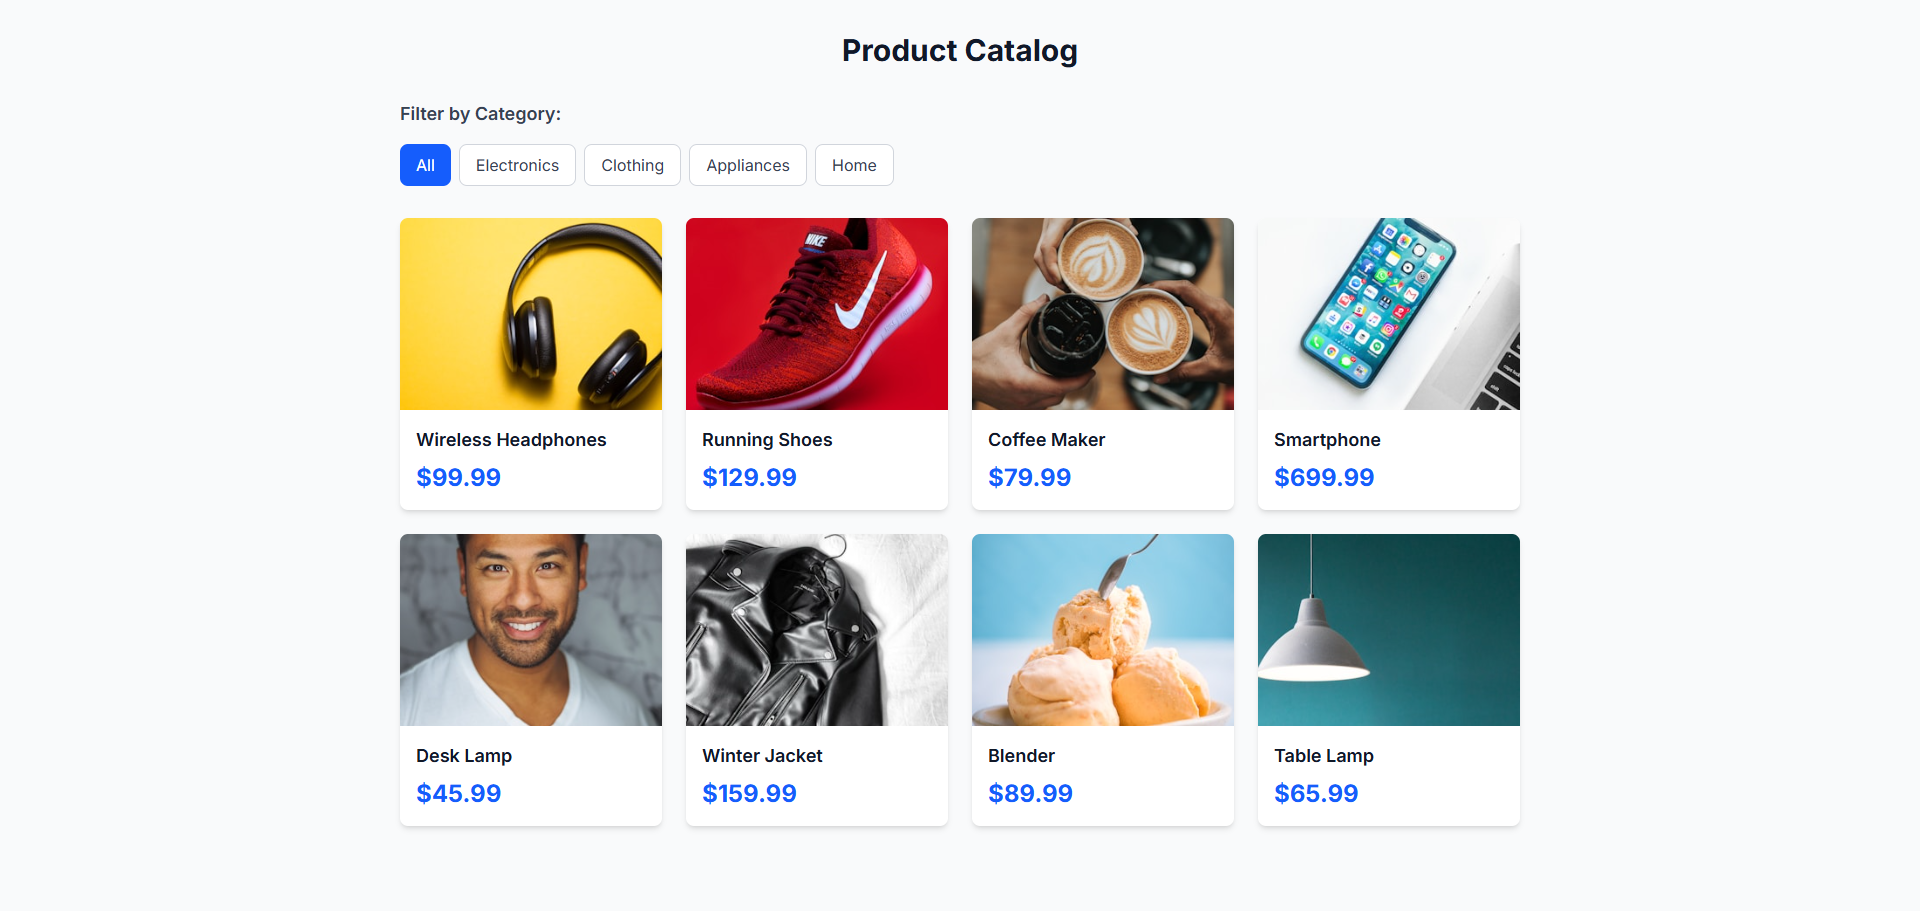 Product Catalog
Filter by Category:
All Electronics Clothing Appliances Home
NIKE
Wireless Headphones Running Shoes Coffee Maker Smartphone
$99.99 $129.99 $79.99 $699.99
Desk Lamp Winter Jacket Blender Table Lamp
$45.99 $159.99 $89.99 $65.99